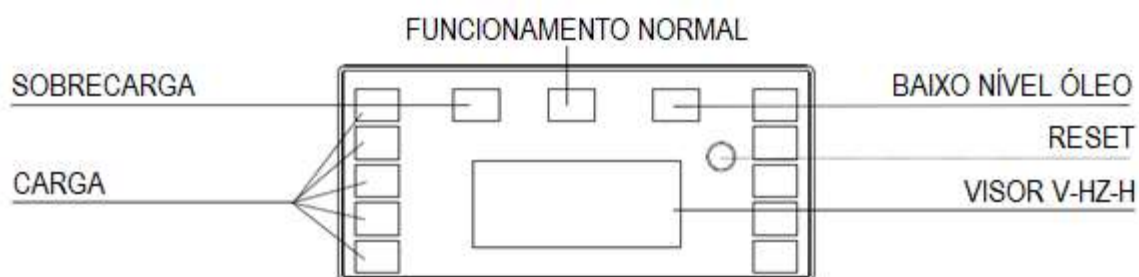 FUNCIONAMENTO NORMAL
SOBRECARGA
BAIXO NÍVEL ÓLEO
RESET
CARGA
VISOR V-HZ-H